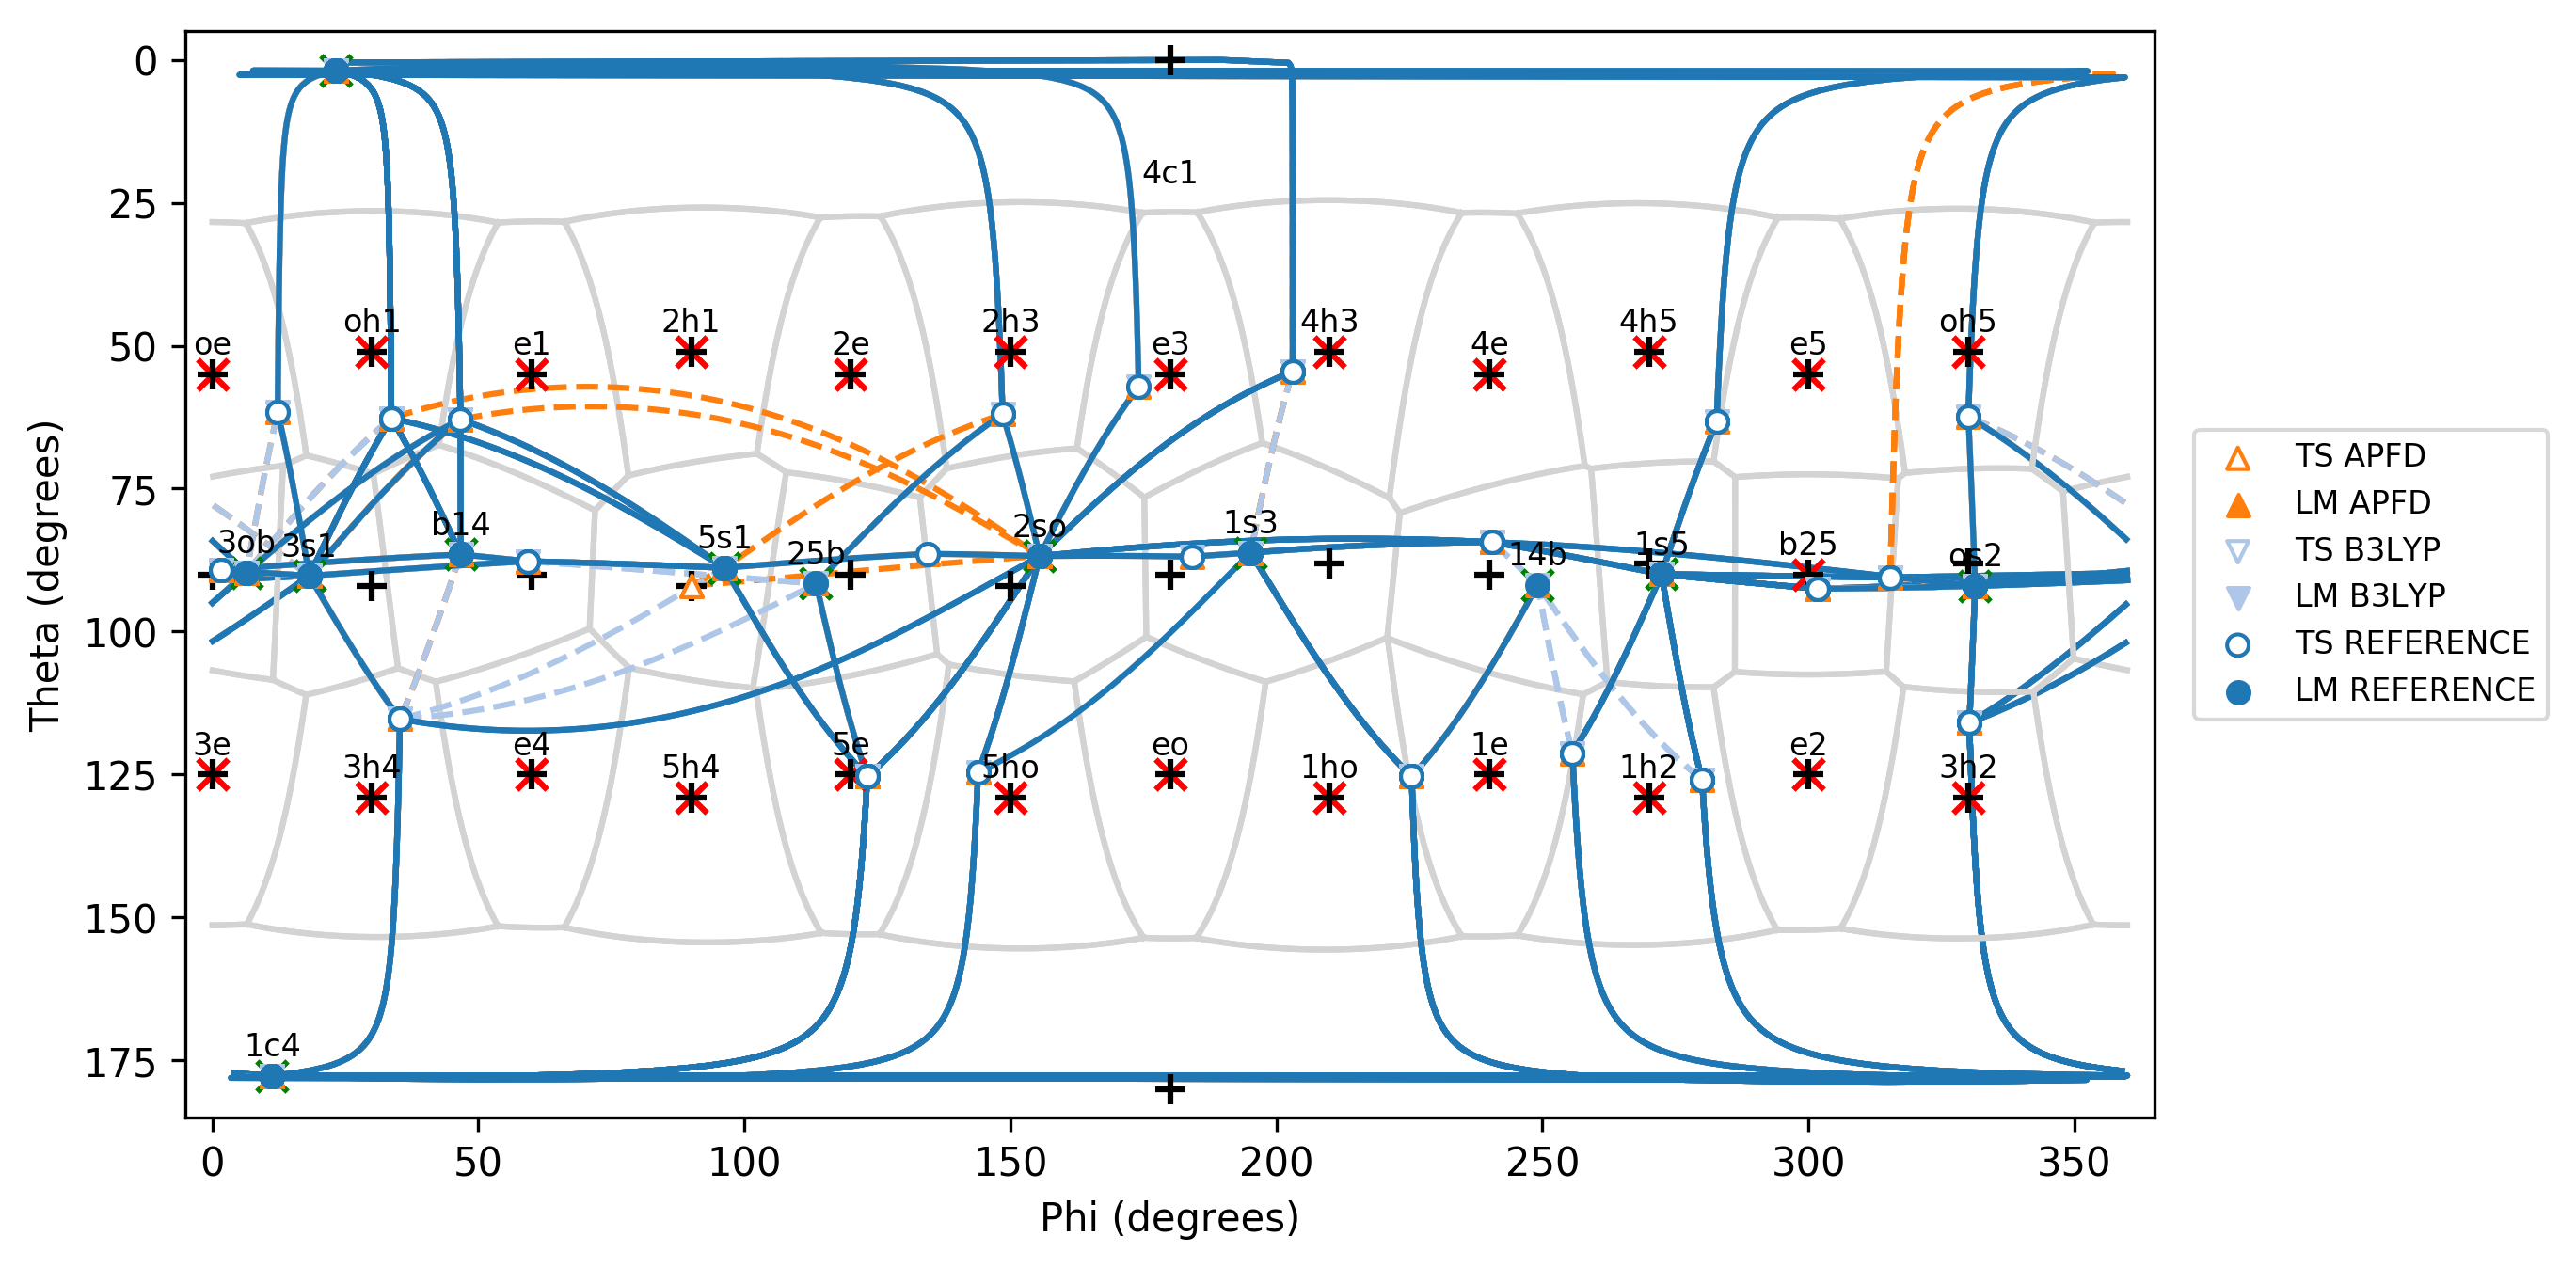 0
25
50
75
100
125
150
175
Theta (degrees)
4c1
oe
oh1
e1
2h1
2e
2h3
e3
4h3
4e
4h5
e5
oh5
3ob
3s1
b14
5s1
25b
2so
1s3
14b
1s5
b25
os2
3e
3h4
e4
5h4
5e
5ho
eo
1ho
1e
1h2
e2
3h2
1c4
0
50
100
150
200
250
300
350
Phi (degrees)
TS APFD
LM APFD
TS B3LYP
LM B3LYP
TS REFERENCE
LM REFERENCE